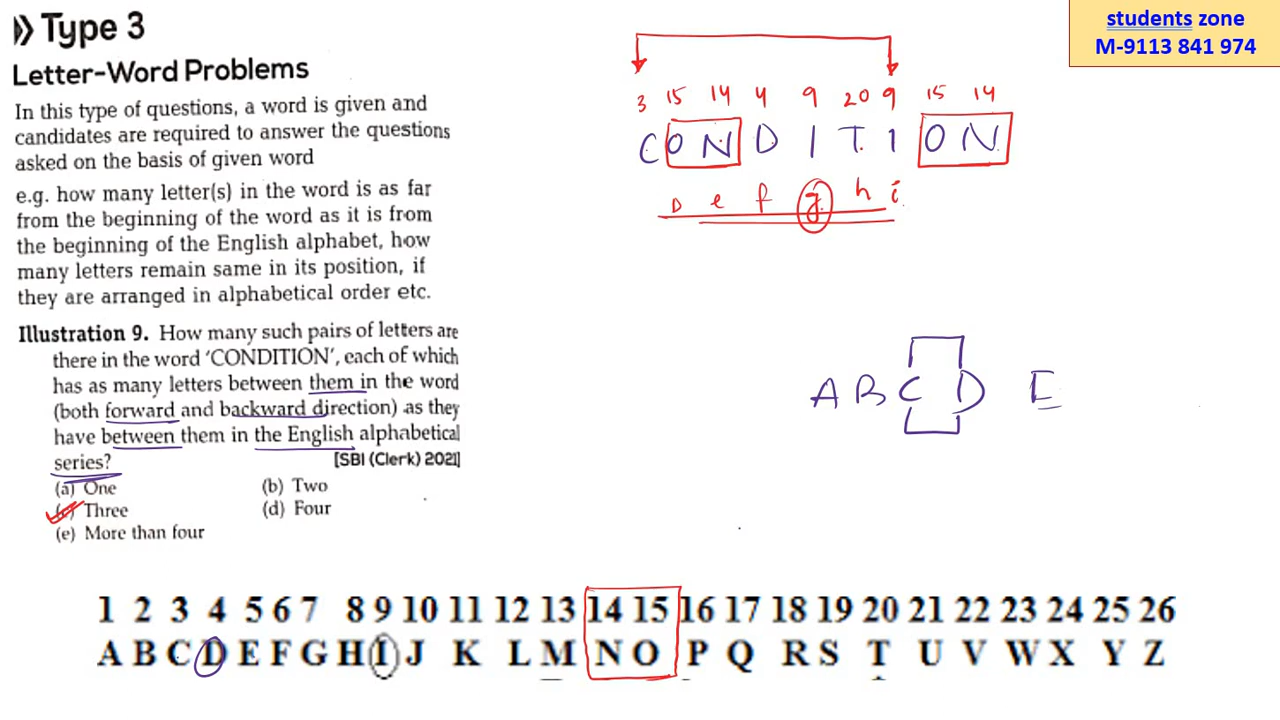 Type 3
students zone
M-9113 841 974
Letter-Word Problems
In this type of questions, a word is given and
candidates are required to answer the questions
asked on the basis of given word
e.g. how many letter(s) in the word is as far
from the beginning of the word as it is from
the beginning of the English alphabet, how
many letters remain same in its position, if
they are arranged in alphabetical order etc.
3 15 14 4 9 20 9 15 14
C O N D I T I O N
D e f g h i
Illustration 9. How many such pairs of letters are
there in the word ‘CONDITION’, each of which
has as many letters between them in the word
(both forward and backward direction) as they
have between them in the English alphabetical
series? [SBI (Clerk) 2021]
(a) One (b) Two
(c) Three (d) Four
(e) More than four
A B C D E
1 2 3 4 5 6 7 8 9 10 11 12 13 14 15 16 17 18 19 20 21 22 23 24 25 26
A B C D E F G H I J K L M N O P Q R S T U V W X Y Z